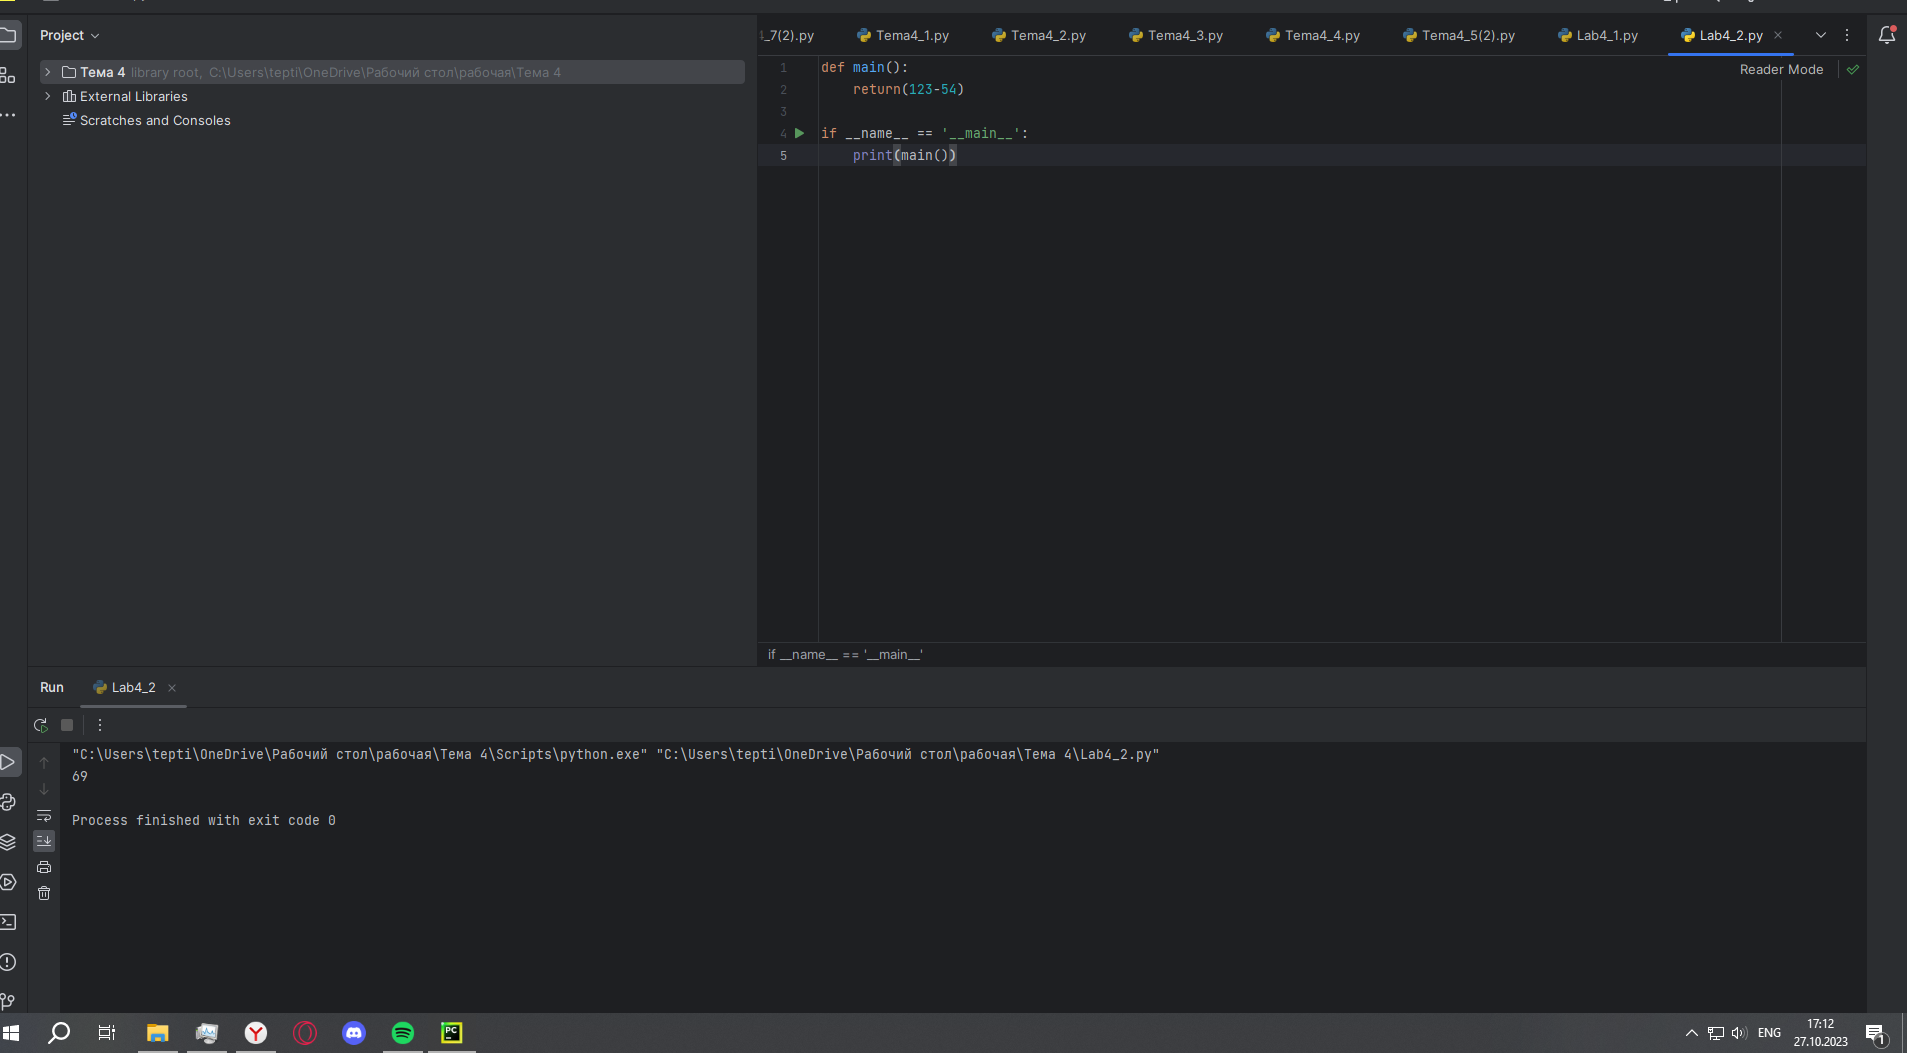 Project
_7(2).py Tema4_1.py Tema4_2.py Tema4_3.py Tema4_4.py Tema4_5(2).py Lab4_1.py Lab4_2.py
Тема 4 library root, C:\Users\tepti\OneDrive\Рабочий стол\рабочая\Тема 4
External Libraries
Scratches and Consoles
Reader Mode
1 def main():
2     return(123-54)
3
4 if __name__ == '__main__':
5     print(main())
if __name__ == '__main__'
Run Lab4_2
"C:\Users\tepti\OneDrive\Рабочий стол\рабочая\Тема 4\Scripts\python.exe" "C:\Users\tepti\OneDrive\Рабочий стол\рабочая\Тема 4\Lab4_2.py"
69
Process finished with exit code 0
Y
PC
ENG
17:12
27.10.2023
1